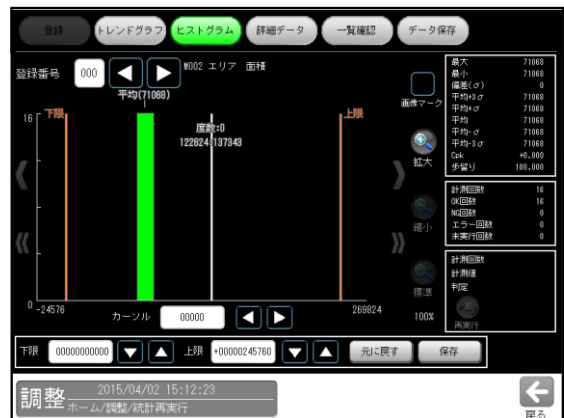 登録 トレンドグラフ ヒストグラム 詳細データ 一覧確認 データ保存
登録番号 000 W002 エリア 面積
平均(71068)
16 下限 上限
度数:0
122624 137343
0 -24576 269824
カーソル 00000
画像マーク
拡大
縮小
標準
100%
最大 71068
最小 71068
偏差(σ) 0
平均+3σ 71068
平均+σ 71068
平均 71068
平均-σ 71068
平均-3σ 71068
Cpk +0.000
歩留り 100.000
計測回数 16
OK回数 16
NG回数 0
エラー回数 0
未実行回数 0
計測回数
計測値
判定
再実行
下限 00000000000 上限 +00000245760 元に戻す 保存
調整 2015/04/02 15:12:23
ホーム/調整/統計再実行
戻る